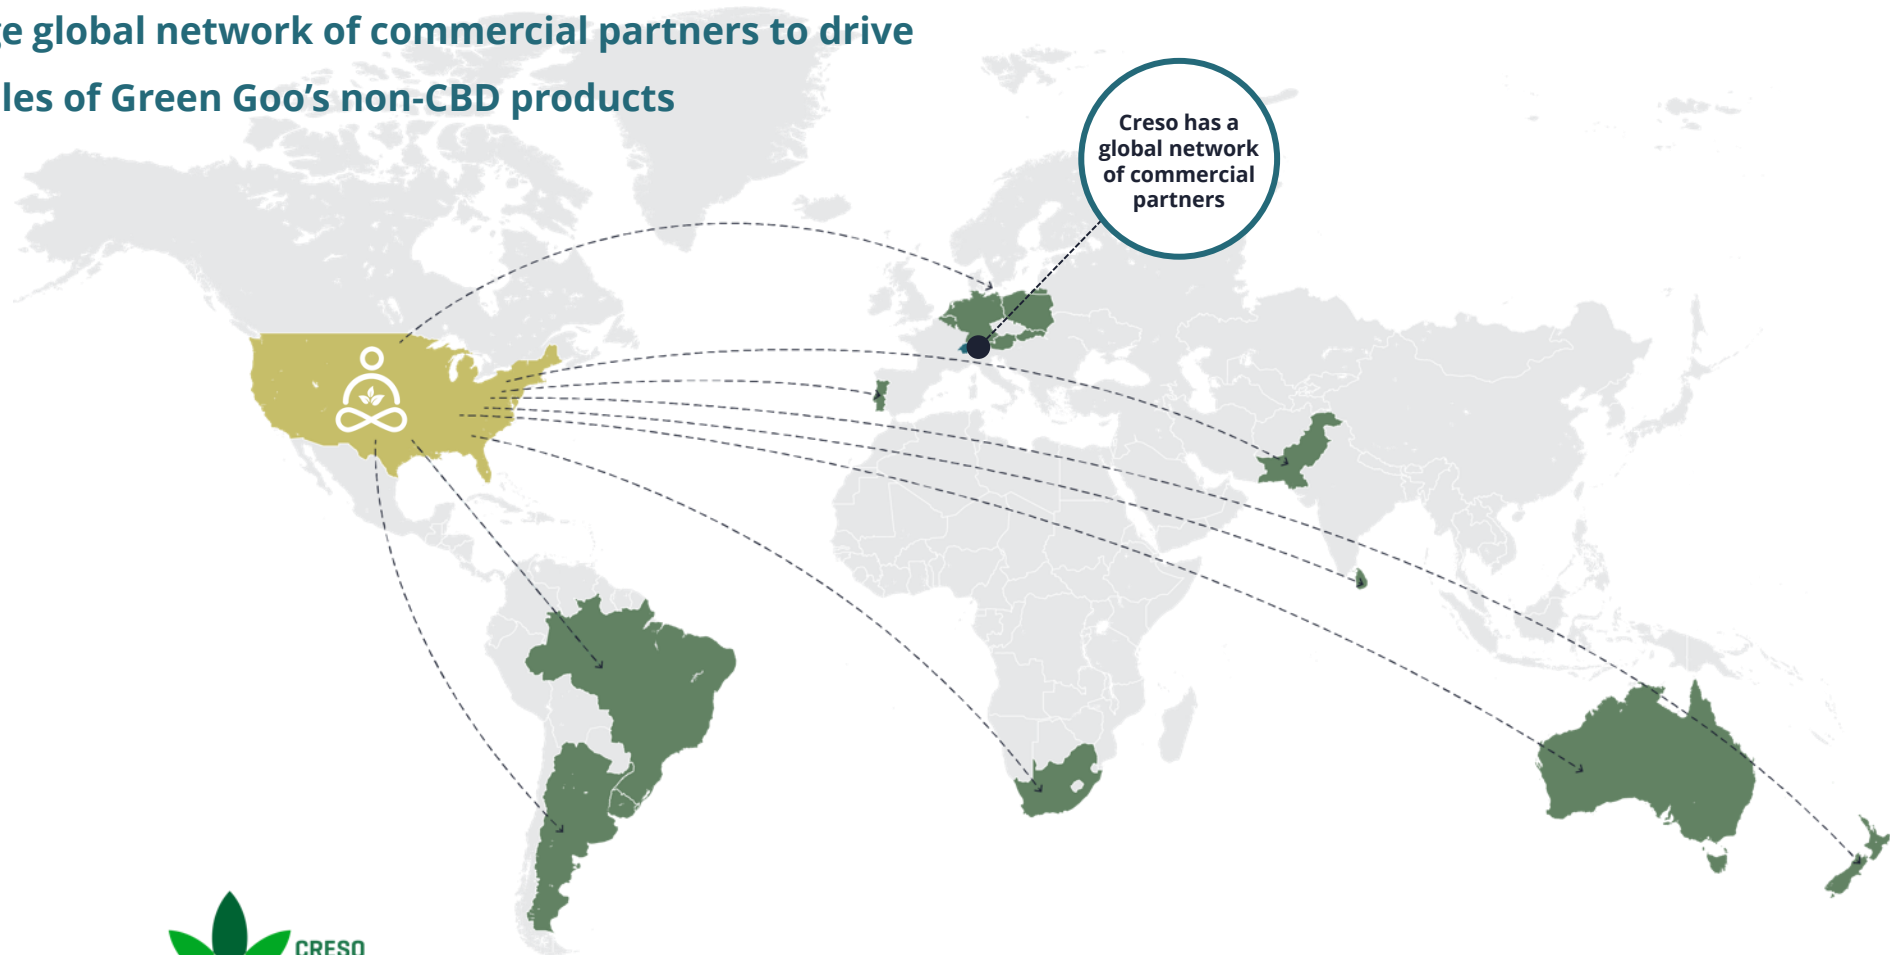 ge global network of commercial partners to drive
les of Green Goo’s non-CBD products
Creso has a
global network
of commercial
partners
CRESO